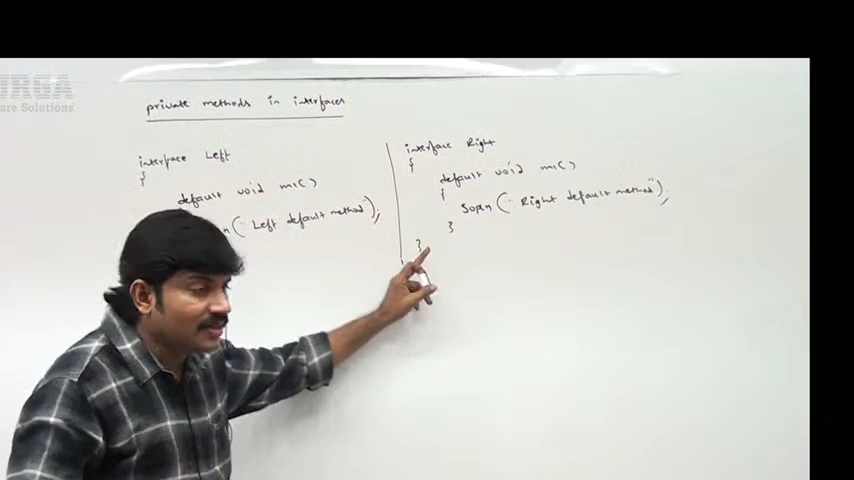 URGA
are Solutions
private methods in interfaces
interface Left
{
default void m1()
n(" Left default method");
interface Right
{
default void m1()
{
Sopln(" Right default method");
}
}